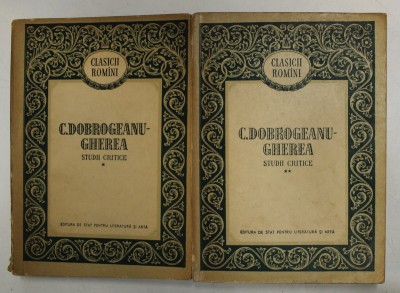 CLASICII
ROMÎNI
C.DOBROGEANU-
GHEREA
STUDII CRITICE
*
EDITURA DE STAT PENTRU LITERATURĂ ȘI ARTĂ
CLASICII
ROMÎNI
C.DOBROGEANU-
GHEREA
STUDII CRITICE
**
EDITURA DE STAT PENTRU LITERATURĂ ȘI ARTĂ